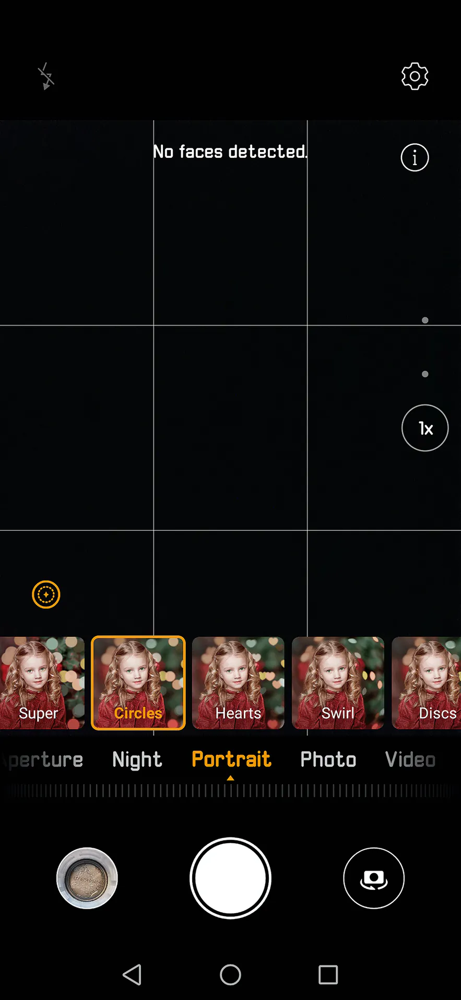 No faces detected.
1x
Super
Circles
Hearts
Swirl
Discs
perture
Night
Portrait
Photo
Video